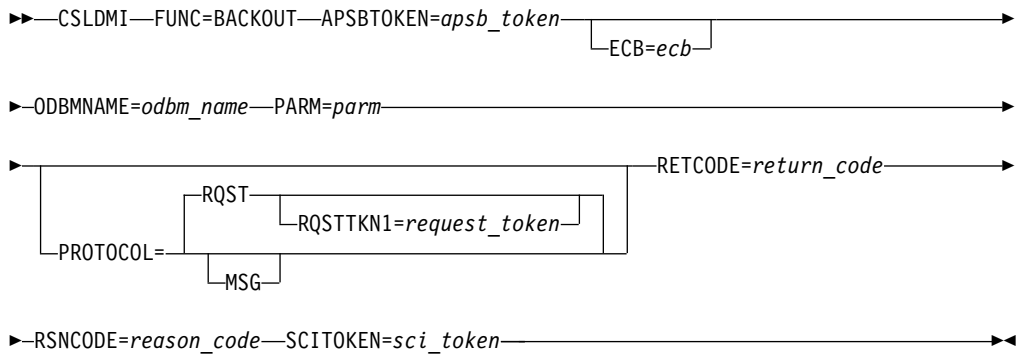 CSLDMI FUNC=BACKOUT APSBTOKEN=apsb_token
ECB=ecb
ODBMNAME=odbm_name PARM=parm
RETCODE=return_code
RQST
RQSTTKN1=request_token
PROTOCOL=
MSG
RSNCODE=reason_code SCITOKEN=sci_token